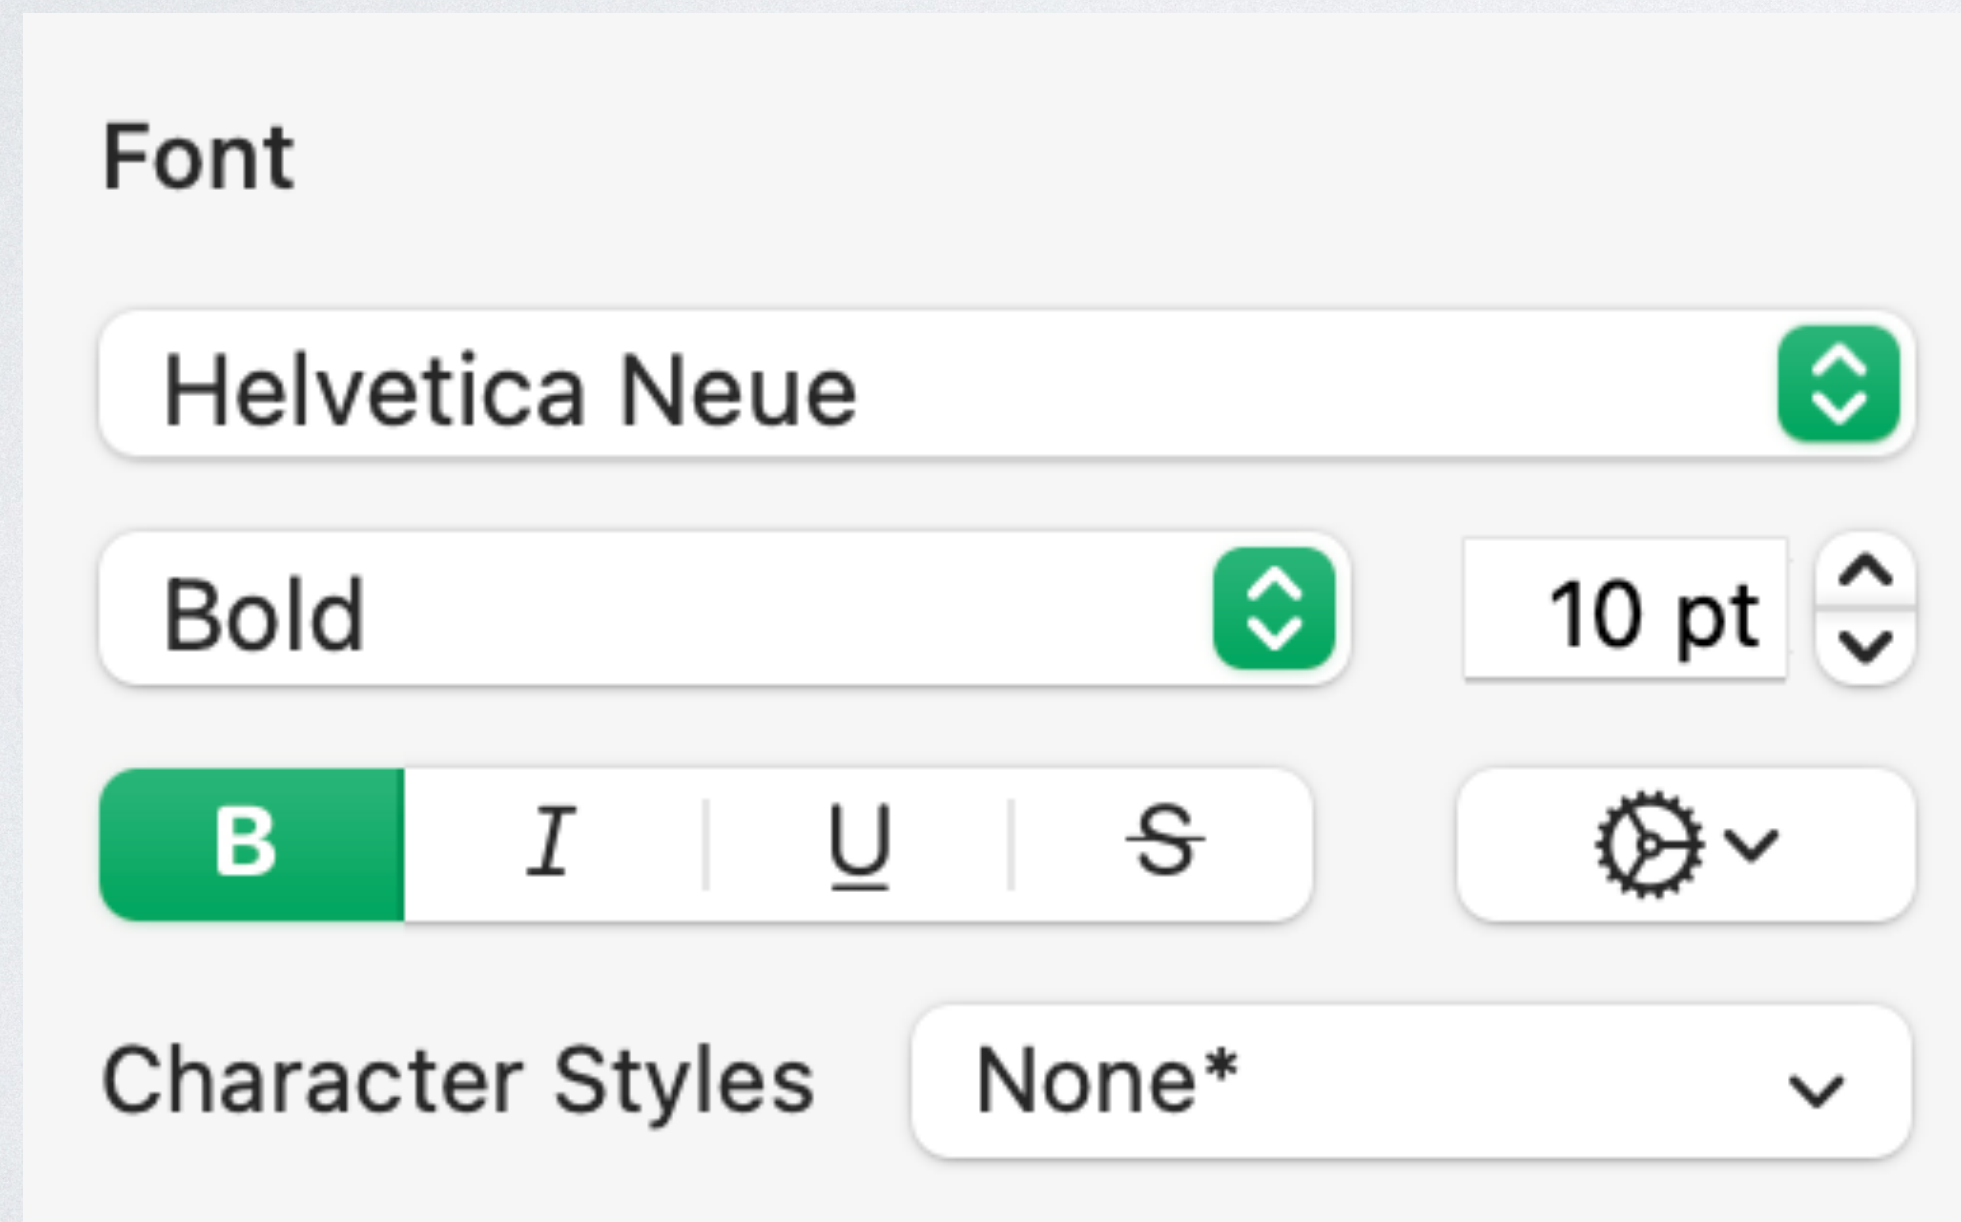 Font
Helvetica Neue
Bold 10 pt
B I U S
Character Styles None*